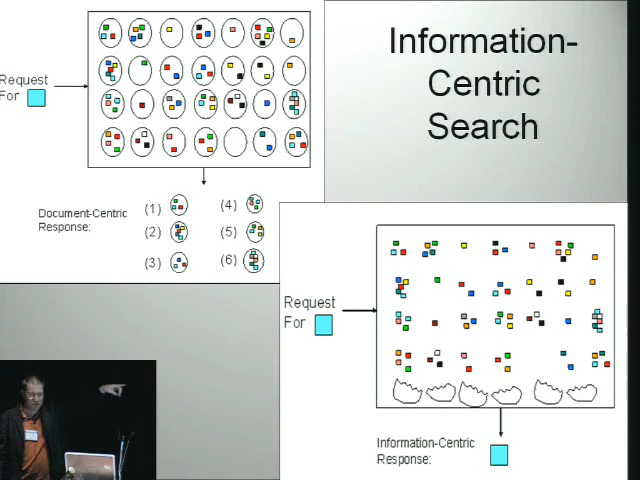 Information-
Centric
Search
Request
For
Document-Centric
Response:
(1)
(2)
(3)
(4)
(5)
(6)
Request
For
Information-Centric
Response: